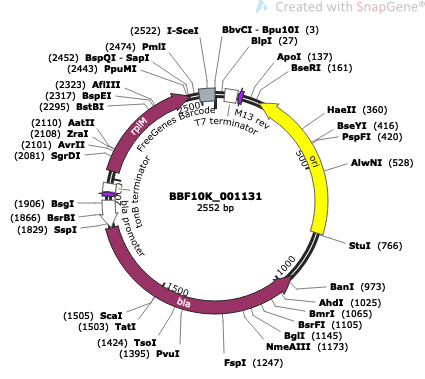 Created with SnapGene®
(2522) I-SceI
BbvCI - Bpu10I (3)
(2474) PmlI
BlpI (27)
(2452) BspQI - SapI
(2443) PpuMI
ApoI (137)
BseRI (161)
(2323) AflIII
(2317) BspEI
(2295) BstBI
HaeII (360)
BseYI (416)
PspFI (420)
(2110) AatII
(2108) ZraI
(2101) AvrII
(2081) SgrDI
AlwNI (528)
(1906) BsgI
(1866) BsrBI
(1829) SspI
StuI (766)
BanI (973)
AhdI (1025)
BmrI (1065)
BsrFI (1105)
BglI (1145)
NmeAIII (1173)
(1505) ScaI
(1503) TatI
(1424) TsoI
(1395) PvuI
FspI (1247)
FreeGenes Barcode
T7 terminator
M13 rev
rplM
tonB terminator
bla promoter
ori
bla
500
1000
1500
2500
BBF10K_001131
2552 bp